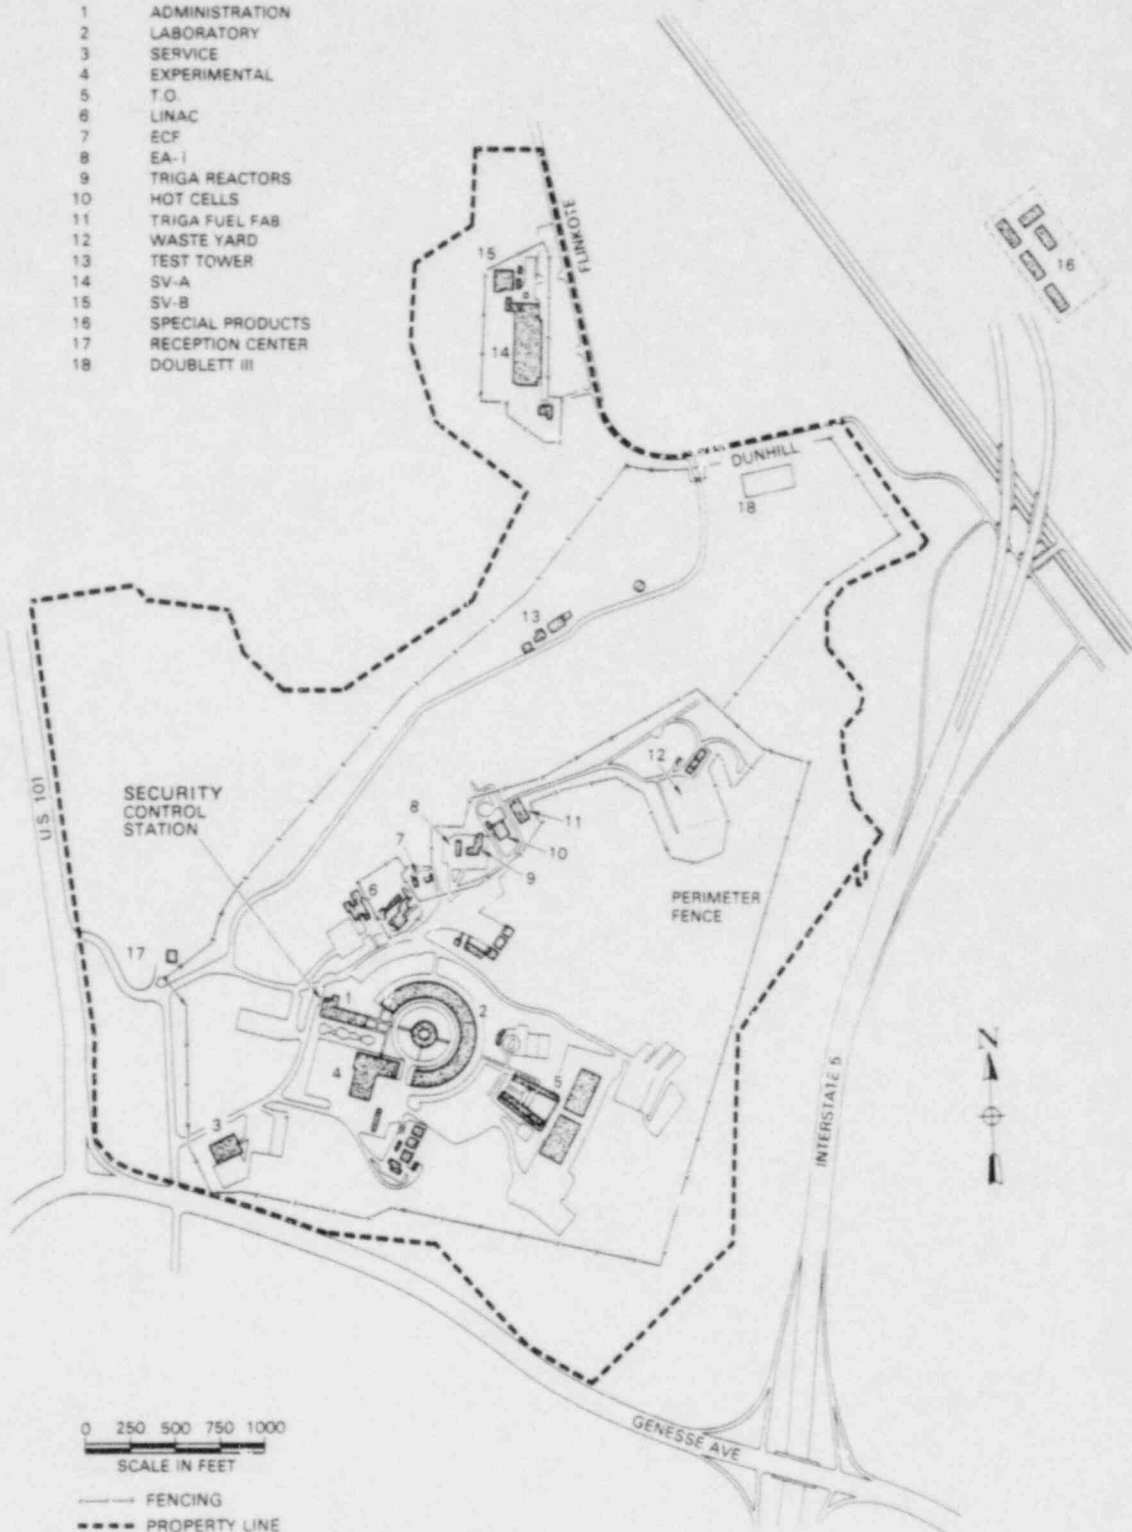 1 ADMINISTRATION
2 LABORATORY
3 SERVICE
4 EXPERIMENTAL
5 T.O.
6 LINAC
7 ECF
8 EA-1
9 TRIGA REACTORS
10 HOT CELLS
11 TRIGA FUEL FAB
12 WASTE YARD
13 TEST TOWER
14 SV-A
15 SV-B
16 SPECIAL PRODUCTS
17 RECEPTION CENTER
18 DOUBLETT III
FLINKOTE
15
16
14
DUNHILL
18
13
12
US 101
SECURITY
CONTROL
STATION
8
11
7
10
9
6
PERIMETER
FENCE
17
1
2
N
4
5
INTERSTATE 5
3
GENESSE AVE
0 250 500 750 1000
SCALE IN FEET
FENCING
PROPERTY LINE